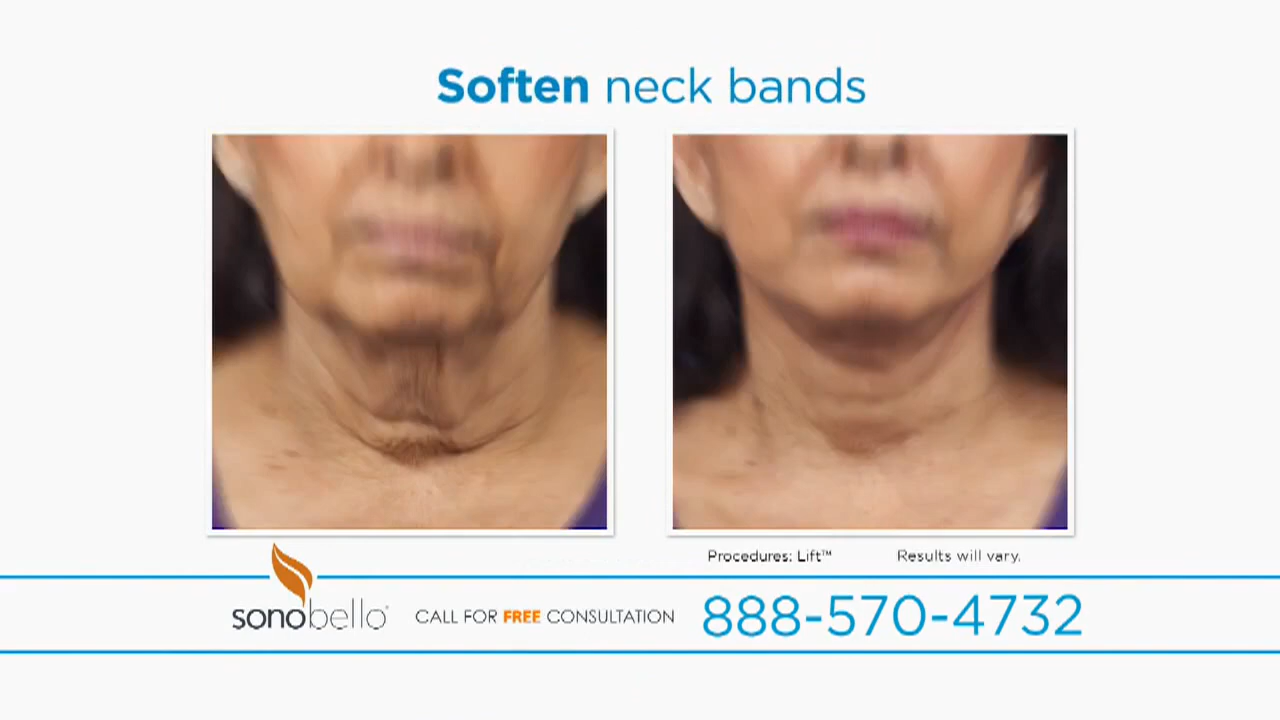 Soften neck bands
Procedures: Lift™
Results will vary.
sonobello
CALL FOR FREE CONSULTATION
888-570-4732